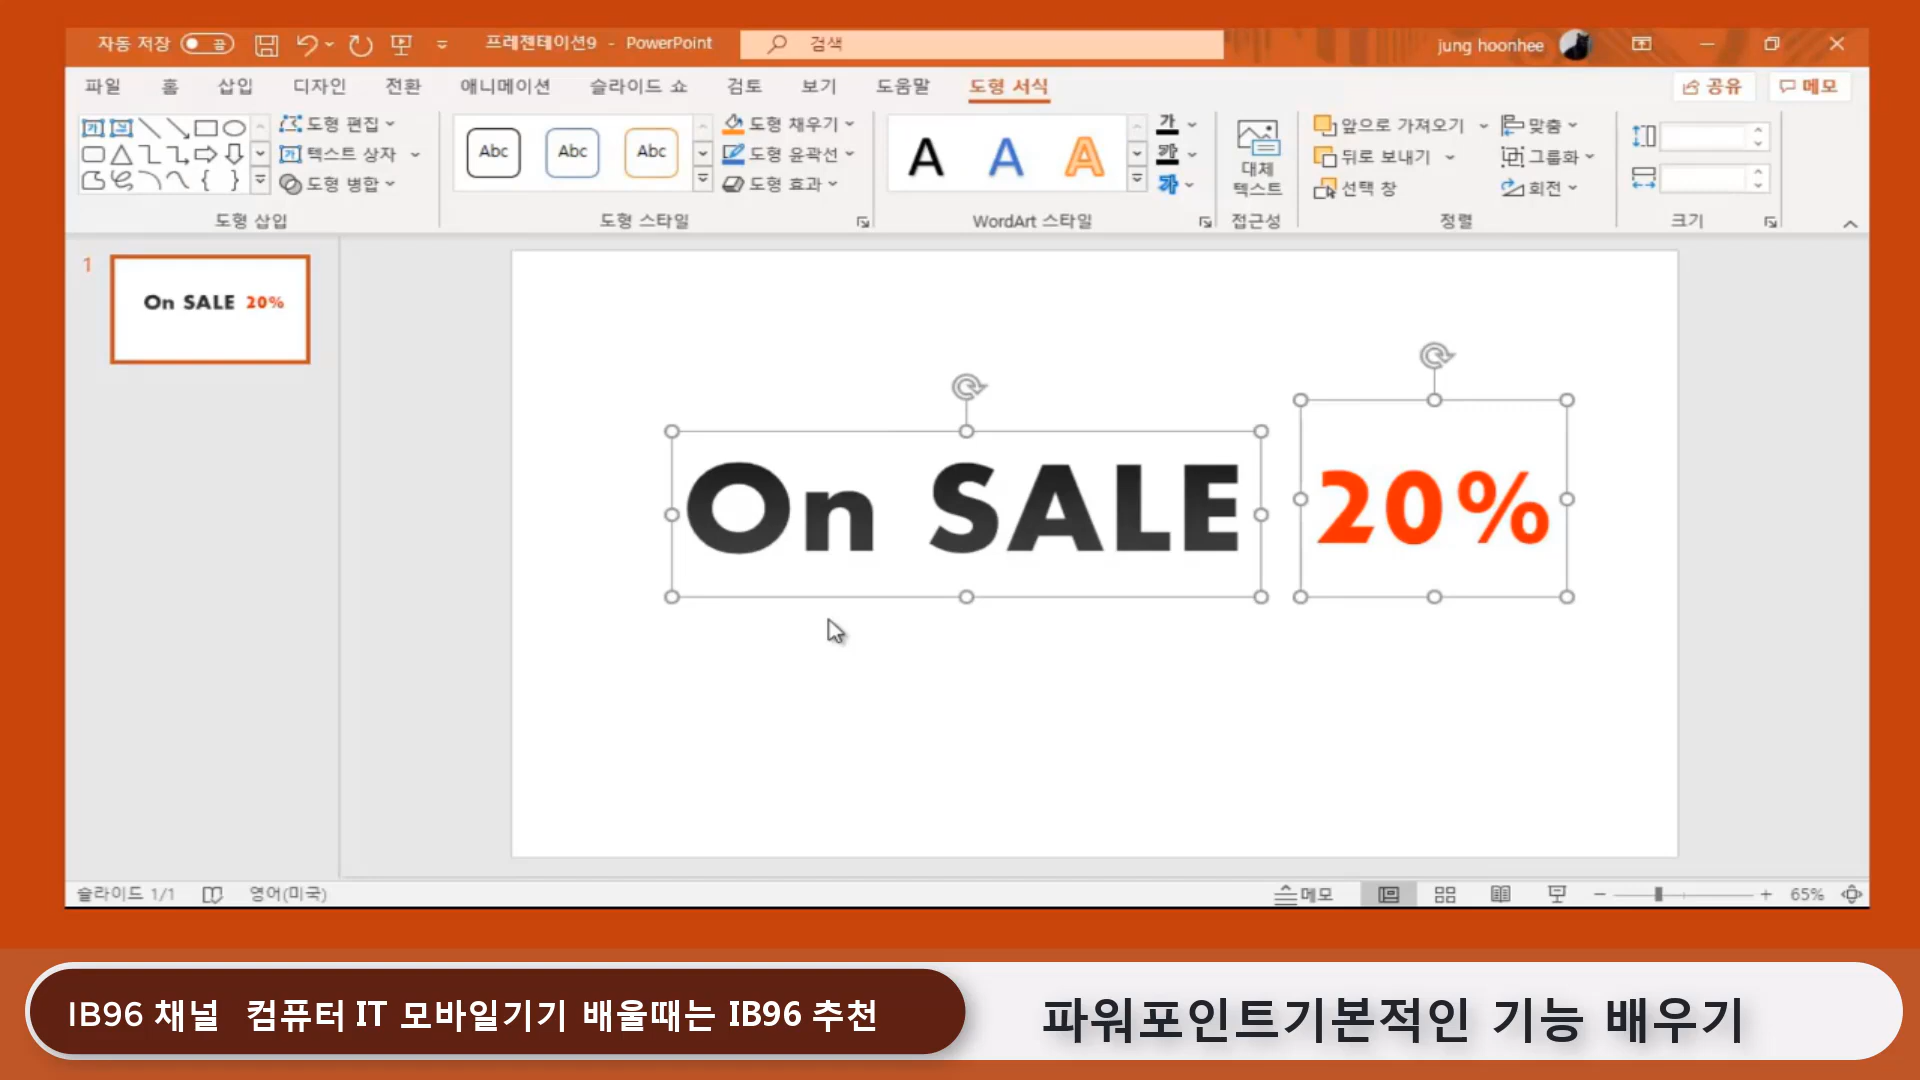 자동 저장 끔 프레젠테이션9 - PowerPoint 검색 jung hoonhee
파일 홈 삽입 디자인 전환 애니메이션 슬라이드 쇼 검토 보기 도움말 도형 서식 공유 메모
도형 편집
텍스트 상자
도형 병합
도형 삽입
Abc Abc Abc
도형 채우기
도형 윤곽선
도형 효과
도형 스타일
A A A
가
가
가
WordArt 스타일
대체
텍스트
접근성
앞으로 가져오기
뒤로 보내기
선택 창
맞춤
그룹화
회전
정렬
크기
1
On SALE 20%
On SALE 20%
슬라이드 1/1 영어(미국) 메모 65%
IB96 채널 컴퓨터 IT 모바일기기 배울때는 IB96 추천
파워포인트기본적인 기능 배우기